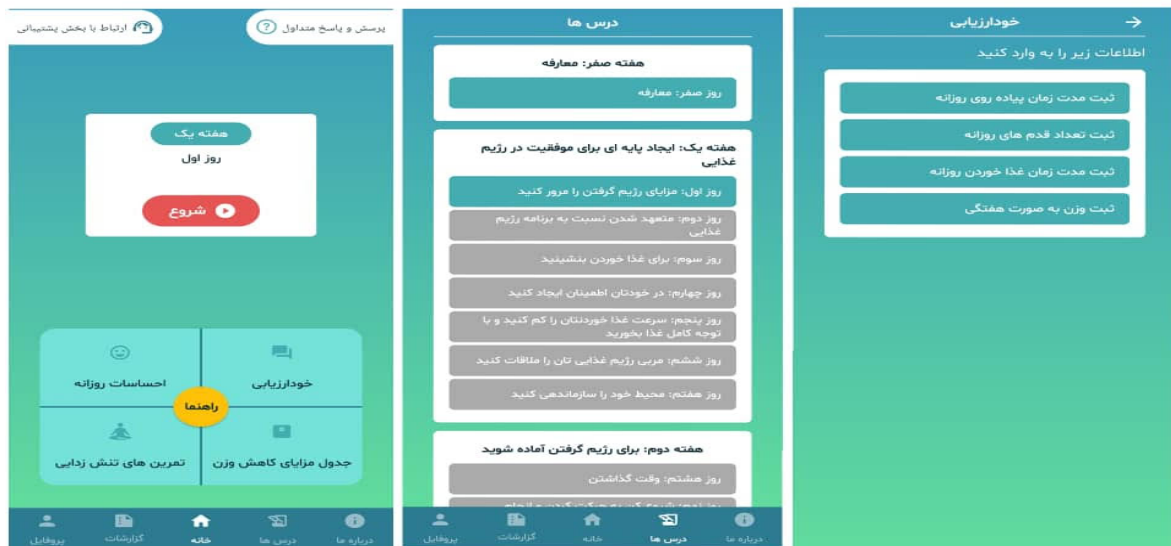 پرسش و پاسخ متداول
ارتباط با بخش پشتیبانی
هفته یک
روز اول
شروع
خودارزیابی
احساسات روزانه
راهنما
جدول مزایای کاهش وزن
تمرین های تنش زدایی
درباره ما
درس ها
خانه
گزارشات
پروفایل
درس ها
هفته صفر: معارفه
روز صفر: معارفه
هفته یک: ایجاد پایه ای برای موفقیت در رژیم
غذایی
روز اول: مزایای رژیم گرفتن را مرور کنید
روز دوم: متعهد شدن نسبت به برنامه رژیم
غذایی
روز سوم: برای غذا خوردن بنشینید
روز چهارم: در خودتان اطمینان ایجاد کنید
روز پنجم: سرعت غذا خوردنتان را کم کنید و با
توجه کامل غذا بخورید
روز ششم: مربی رژیم غذایی تان را ملاقات کنید
روز هفتم: محیط خود را سازماندهی کنید
هفته دوم: برای رژیم گرفتن آماده شوید
روز هشتم: وقت گذاشتن
درباره ما
درس ها
خانه
گزارشات
پروفایل
خودارزیابی
اطلاعات زیر را به وارد کنید
ثبت مدت زمان پیاده روی روزانه
ثبت تعداد قدم های روزانه
ثبت مدت زمان غذا خوردن روزانه
ثبت وزن به صورت هفتگی